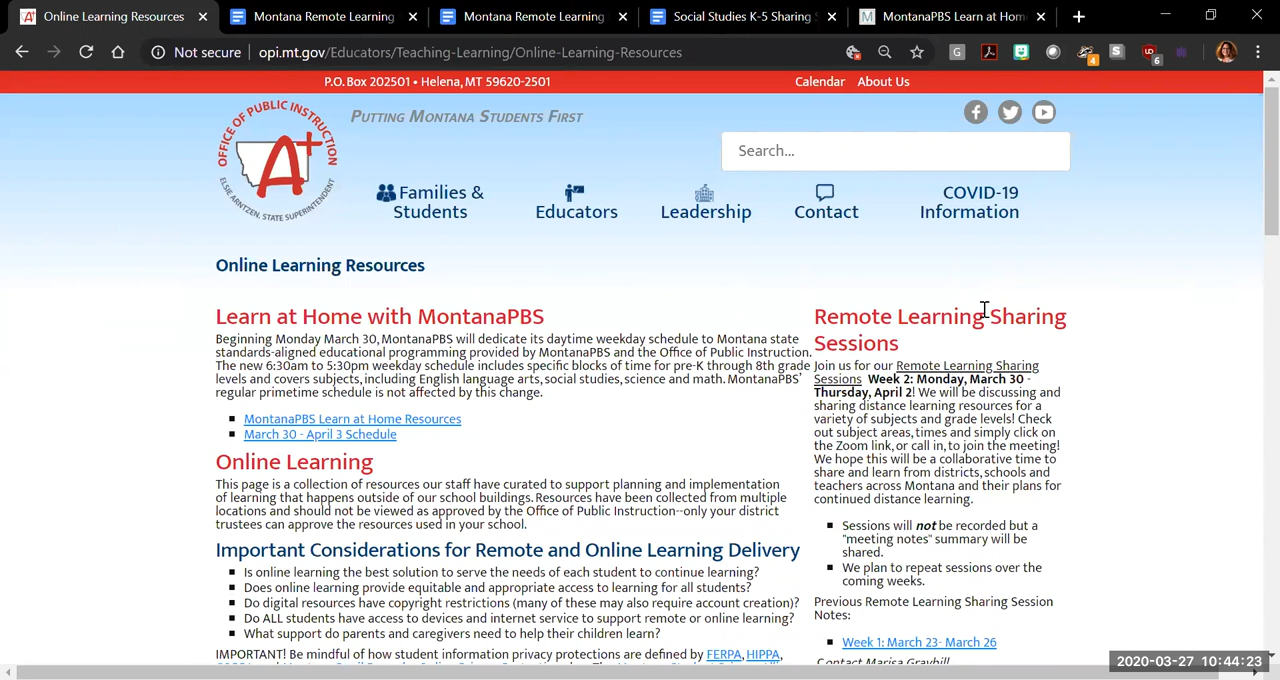 Online Learning Resources
Montana Remote Learning
Montana Remote Learning
Social Studies K-5 Sharing S
MontanaPBS Learn at Hom
Not secure
opi.mt.gov/Educators/Teaching-Learning/Online-Learning-Resources
4
6
P.O. Box 202501 • Helena, MT 59620-2501
Calendar About Us
OFFICE OF PUBLIC INSTRUCTION
A+
ELSIE ARNTZEN, STATE SUPERINTENDENT
PUTTING MONTANA STUDENTS FIRST
Search...
Families &
Students
Educators
Leadership
Contact
COVID-19
Information
Online Learning Resources
Learn at Home with MontanaPBS
Beginning Monday March 30, MontanaPBS will dedicate its daytime weekday schedule to Montana state
standards-aligned educational programming provided by MontanaPBS and the Office of Public Instruction.
The new 6:30am to 5:30pm weekday schedule includes specific blocks of time for pre-K through 8th grade
levels and covers subjects, including English language arts, social studies, science and math. MontanaPBS'
regular primetime schedule is not affected by this change.
MontanaPBS Learn at Home Resources
March 30 - April 3 Schedule
Online Learning
This page is a collection of resources our staff have curated to support planning and implementation
of learning that happens outside of our school buildings. Resources have been collected from multiple
locations and should not be viewed as approved by the Office of Public Instruction--only your district
trustees can approve the resources used in your school.
Important Considerations for Remote and Online Learning Delivery
Is online learning the best solution to serve the needs of each student to continue learning?
Does online learning provide equitable and appropriate access to learning for all students?
Do digital resources have copyright restrictions (many of these may also require account creation)?
Do ALL students have access to devices and internet service to support remote or online learning?
What support do parents and caregivers need to help their children learn?
IMPORTANT! Be mindful of how student information privacy protections are defined by FERPA, HIPPA,
Remote Learning Sharing
Sessions
Join us for our Remote Learning Sharing
Sessions Week 2: Monday, March 30 -
Thursday, April 2! We will be discussing and
sharing distance learning resources for a
variety of subjects and grade levels! Check
out subject areas, times and simply click on
the Zoom link, or call in, to join the meeting!
We hope this will be a collaborative time to
share and learn from districts, schools and
teachers across Montana and their plans for
continued distance learning.
Sessions will not be recorded but a
"meeting notes" summary will be
shared.
We plan to repeat sessions over the
coming weeks.
Previous Remote Learning Sharing Session
Notes:
Week 1: March 23- March 26
Contact Marisa Graybill
2020-03-27 10:44:23